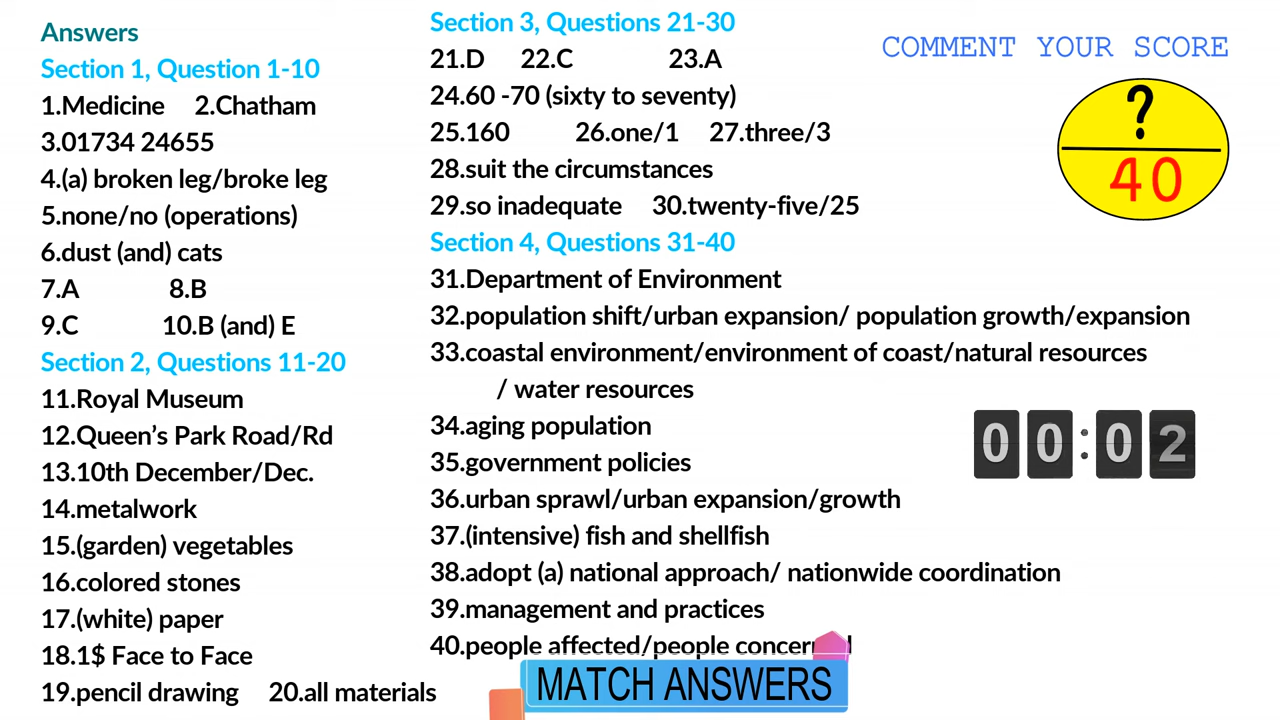 Answers
Section 1, Question 1-10
1.Medicine 2.Chatham
3.01734 24655
4.(a) broken leg/broke leg
5.none/no (operations)
6.dust (and) cats
7.A 8.B
9.C 10.B (and) E
Section 2, Questions 11-20
11.Royal Museum
12.Queen's Park Road/Rd
13.10th December/Dec.
14.metalwork
15.(garden) vegetables
16.colored stones
17.(white) paper
18.1$ Face to Face
19.pencil drawing 20.all materials
Section 3, Questions 21-30
21.D 22.C 23.A
24.60 -70 (sixty to seventy)
25.160 26.one/1 27.three/3
28.suit the circumstances
29.so inadequate 30.twenty-five/25
Section 4, Questions 31-40
31.Department of Environment
32.population shift/urban expansion/ population growth/expansion
33.coastal environment/environment of coast/natural resources
/ water resources
34.aging population
35.government policies
36.urban sprawl/urban expansion/growth
37.(intensive) fish and shellfish
38.adopt (a) national approach/ nationwide coordination
39.management and practices
40.people affected/people concerned
COMMENT YOUR SCORE
?
40
00:02
MATCH ANSWERS